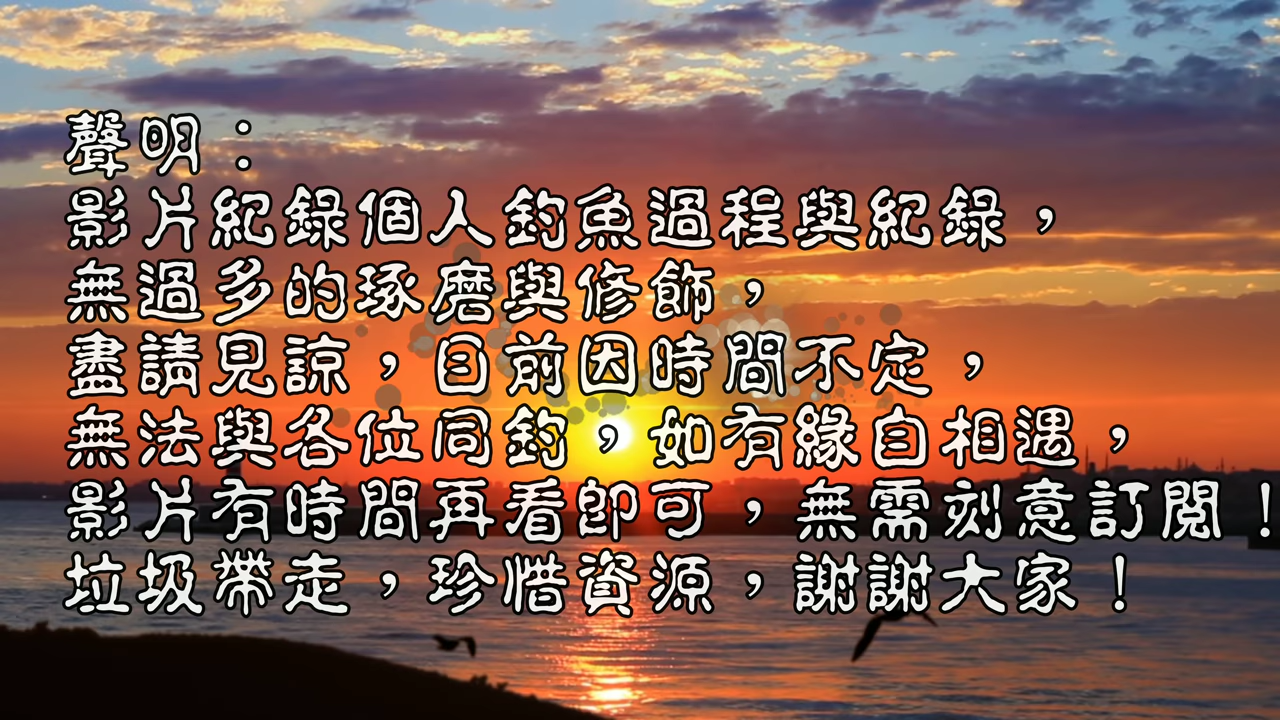 聲明：
影片紀錄個人釣魚過程與紀錄，
無過多的琢磨與修飾，
盡請見諒，目前因時間不定，
無法與各位同釣，如有緣自相遇，
影片有時間再看即可，無需刻意訂閱！
垃圾帶走，珍惜資源，謝謝大家！